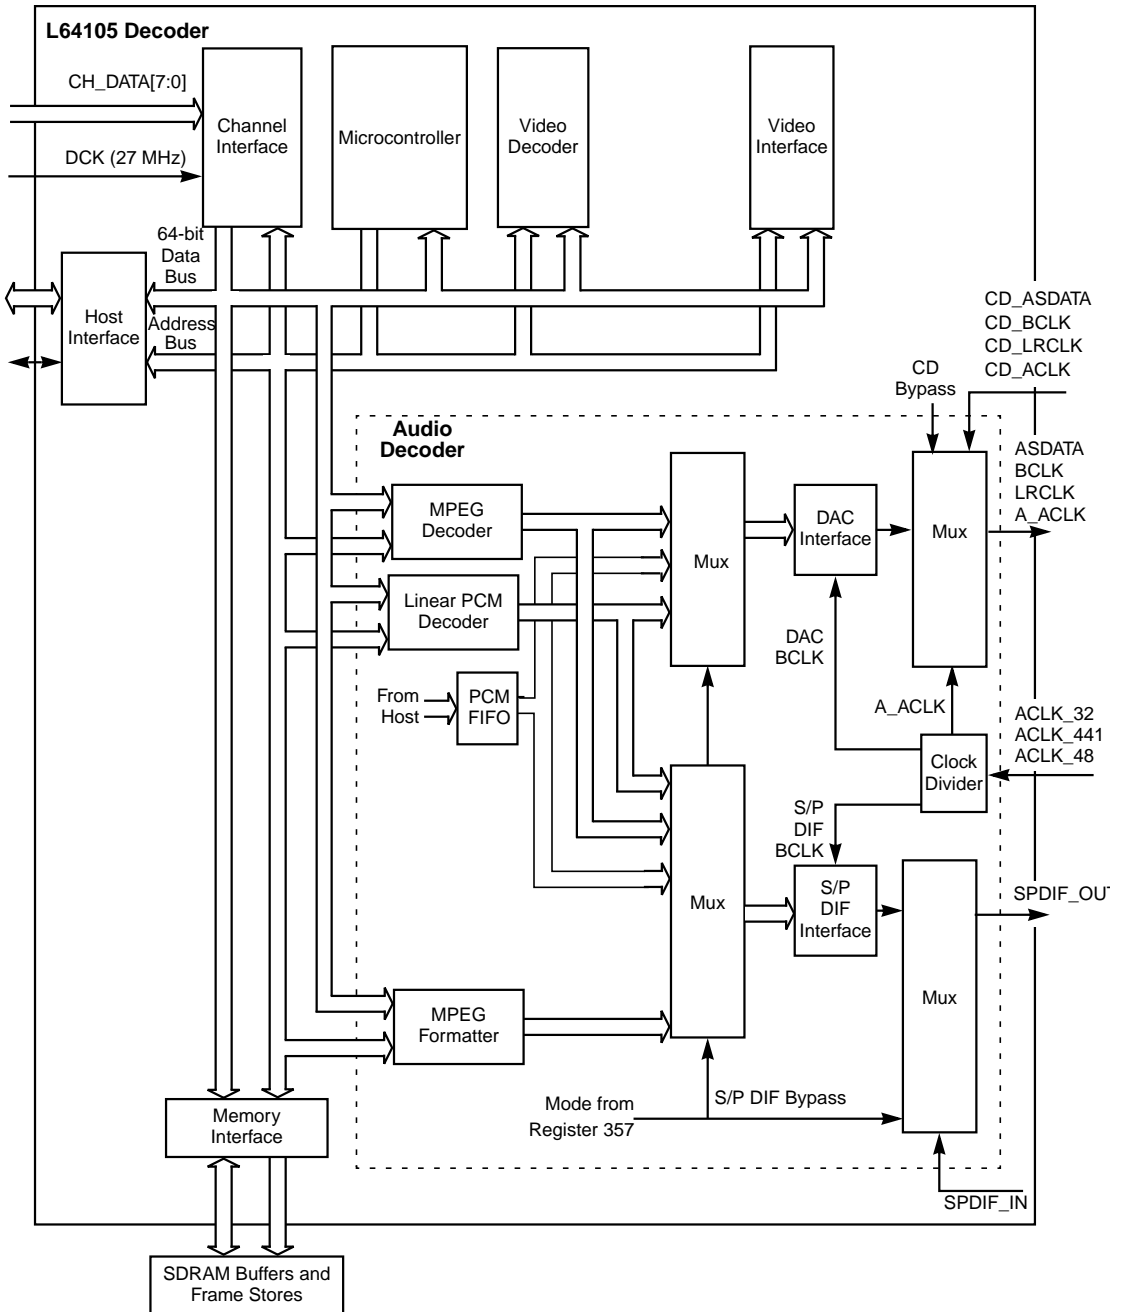 L64105 Decoder
CH_DATA[7:0]
DCK (27 MHz)
Channel
Interface
Microcontroller
Video
Decoder
Video
Interface
64-bit
Data
Bus
Host
Interface
Address
Bus
CD_ASDATA
CD_BCLK
CD_LRCLK
CD_ACLK
CD
Bypass
Audio
Decoder
ASDATA
BCLK
LRCLK
A_ACLK
MPEG
Decoder
Mux
DAC
Interface
Mux
Linear PCM
Decoder
DAC
BCLK
From
Host
PCM
FIFO
A_ACLK
ACLK_32
ACLK_441
ACLK_48
Clock
Divider
S/P
DIF
BCLK
Mux
S/P
DIF
Interface
SPDIF_OUT
Mux
MPEG
Formatter
Mode from
Register 357
S/P DIF Bypass
Memory
Interface
SPDIF_IN
SDRAM Buffers and
Frame Stores